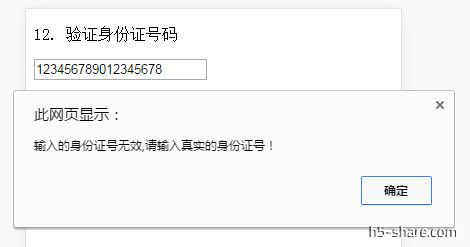 12. 验证身份证号码
123456789012345678
此网页显示：
×
输入的身份证号无效,请输入真实的身份证号！
确定
h5-share.com